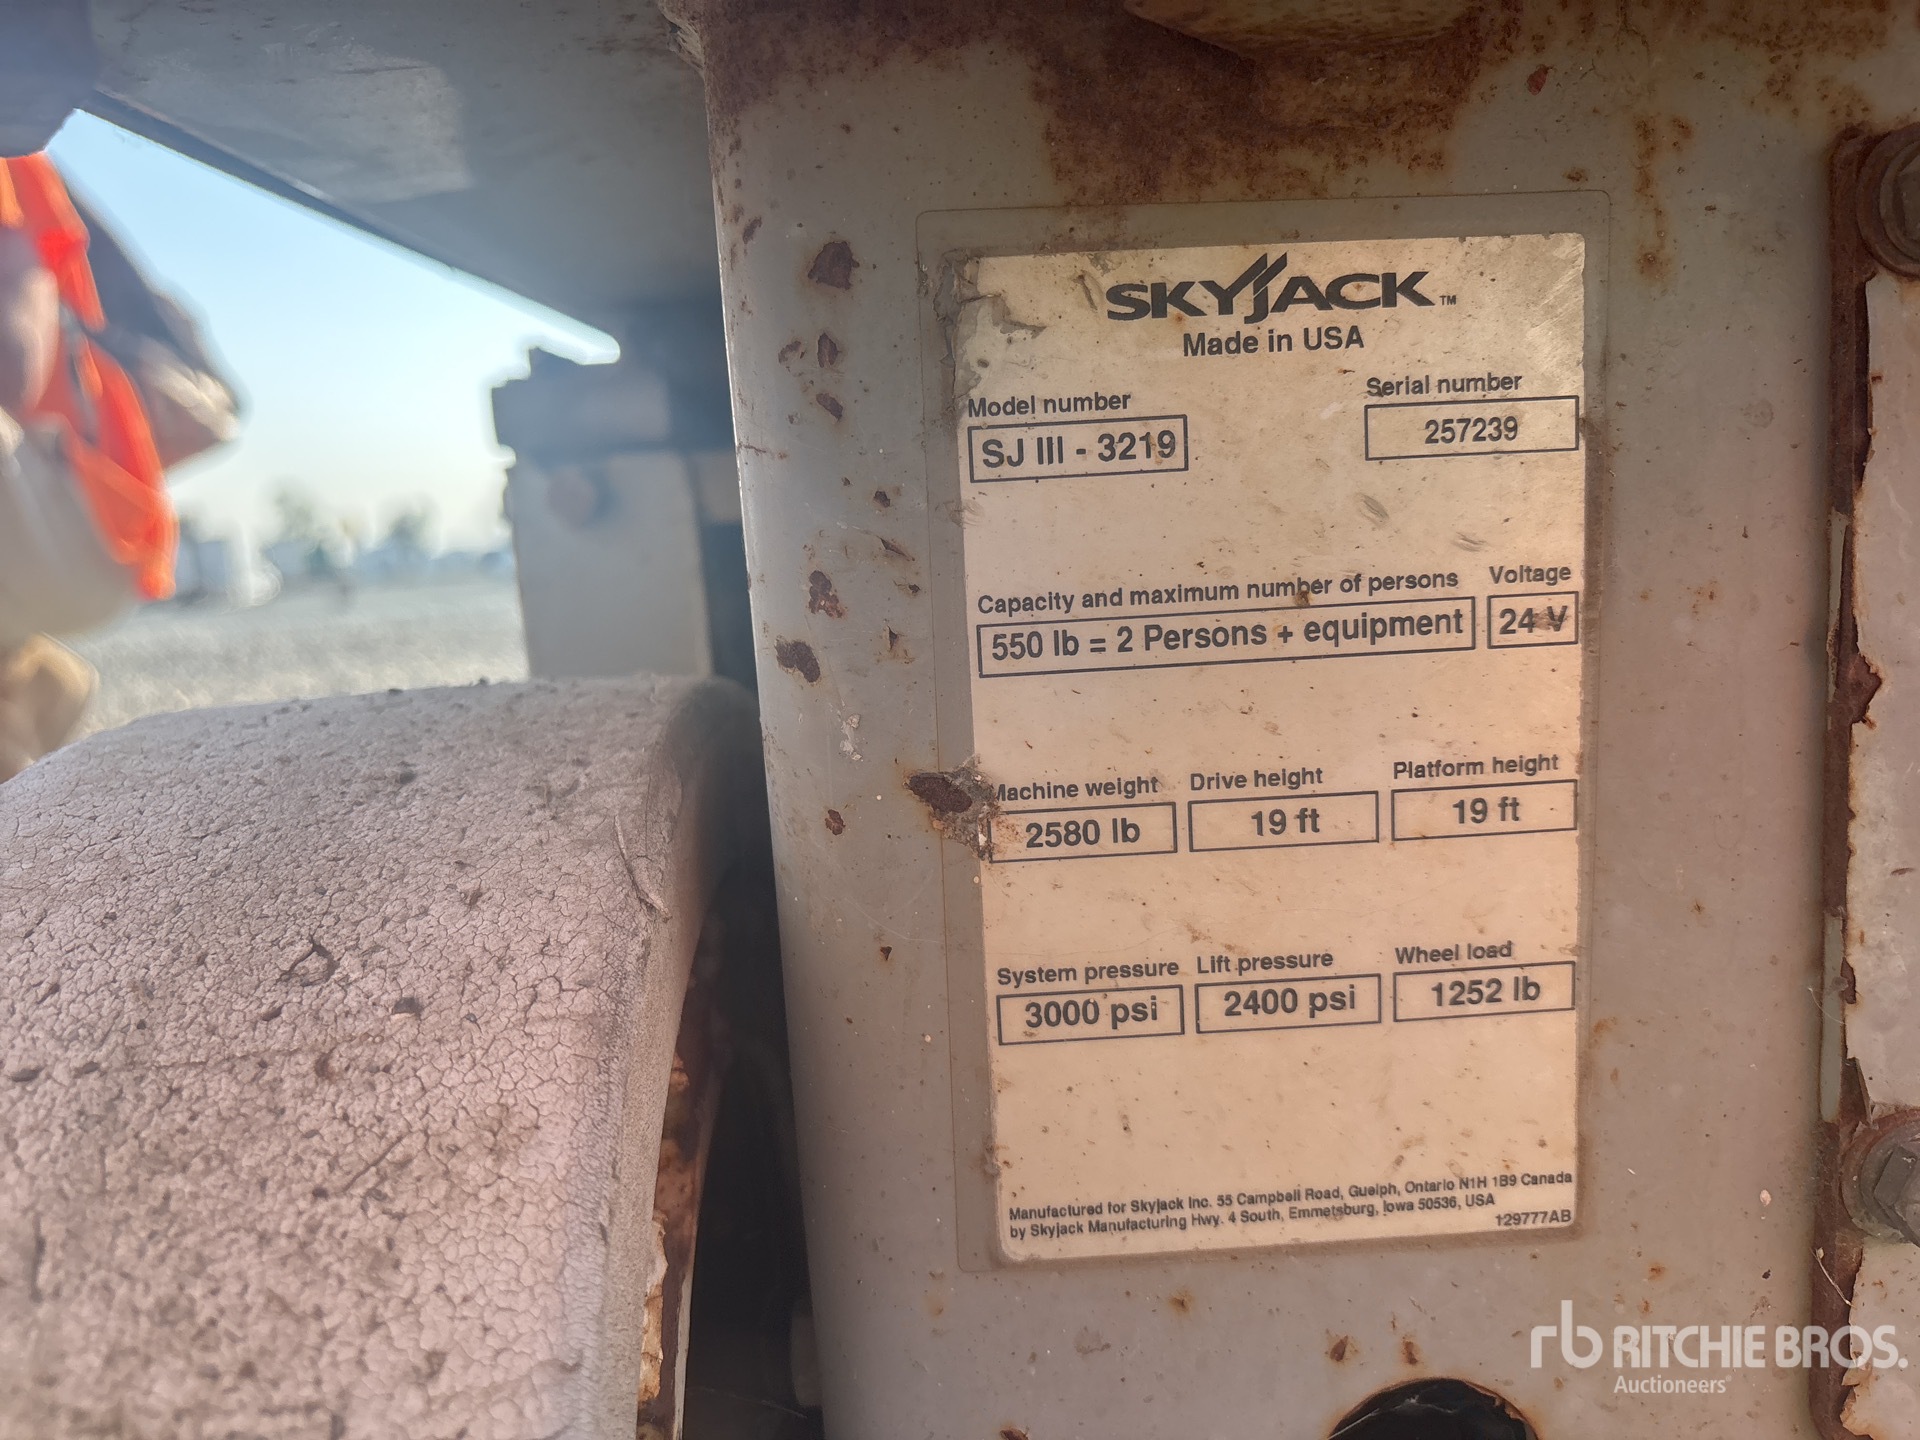 SKYJACK™
Made in USA
Model number
SJ III - 3219
Serial number
257239
Capacity and maximum number of persons
550 lb = 2 Persons + equipment
Voltage
24 V
Machine weight
2580 lb
Drive height
19 ft
Platform height
19 ft
System pressure
3000 psi
Lift pressure
2400 psi
Wheel load
1252 lb
Manufactured for Skyjack Inc. 55 Campbell Road, Guelph, Ontario N1H 1B9 Canada
by Skyjack Manufacturing Hwy. 4 South, Emmetsburg, Iowa 50536, USA
129777AB
rb RITCHIE BROS.
Auctioneers